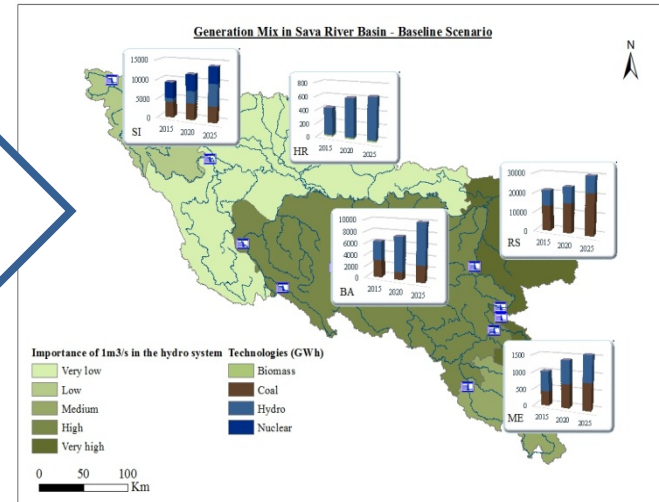 Generation Mix in Sava River Basin - Baseline Scenario
N
15000
10000
5000
0
2015 2020 2025
SI
800
600
400
200
0
2015 2020 2025
HR
30000
20000
10000
0
2015 2020 2025
RS
10000
8000
6000
4000
2000
0
2015 2020 2025
BA
1500
1000
500
0
2015 2020 2025
ME
Importance of 1m3/s in the hydro system Technologies (GWh)
Very low Biomass
Low Coal
Medium Hydro
High Nuclear
Very high
0 50 100
Km